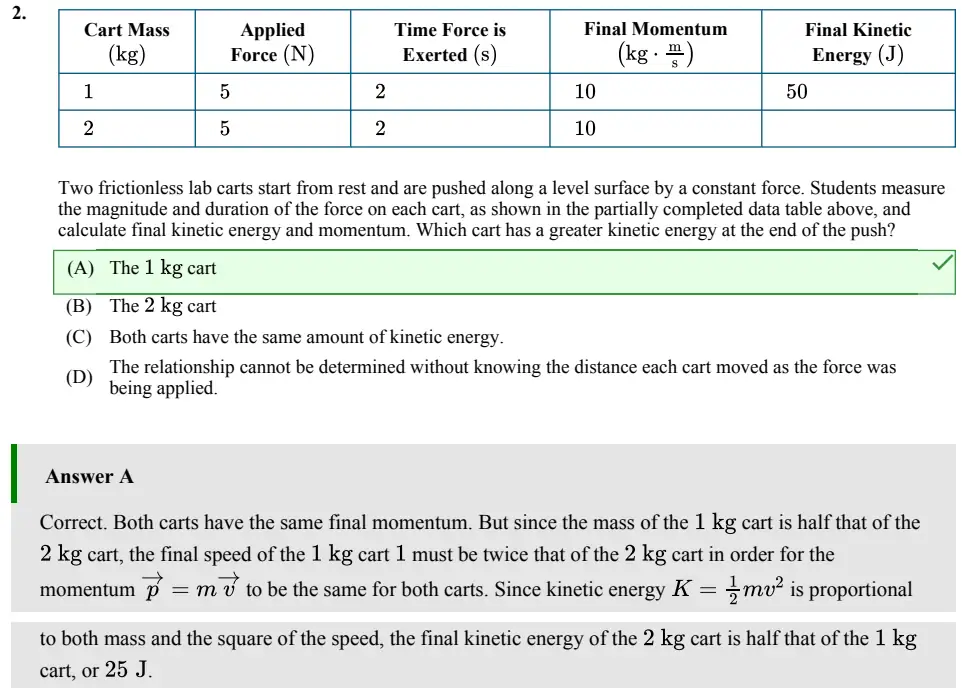 2.
Cart Mass (kg) | Applied Force (N) | Time Force is Exerted (s) | Final Momentum (kg · m/s) | Final Kinetic Energy (J)
1 | 5 | 2 | 10 | 50
2 | 5 | 2 | 10 |
Two frictionless lab carts start from rest and are pushed along a level surface by a constant force. Students measure
the magnitude and duration of the force on each cart, as shown in the partially completed data table above, and
calculate final kinetic energy and momentum. Which cart has a greater kinetic energy at the end of the push?
(A) The 1 kg cart
(B) The 2 kg cart
(C) Both carts have the same amount of kinetic energy.
(D) The relationship cannot be determined without knowing the distance each cart moved as the force was
being applied.
Answer A
Correct. Both carts have the same final momentum. But since the mass of the 1 kg cart is half that of the
2 kg cart, the final speed of the 1 kg cart 1 must be twice that of the 2 kg cart in order for the
momentum p⃗ = m v⃗ to be the same for both carts. Since kinetic energy K = ½mv² is proportional
to both mass and the square of the speed, the final kinetic energy of the 2 kg cart is half that of the 1 kg
cart, or 25 J.